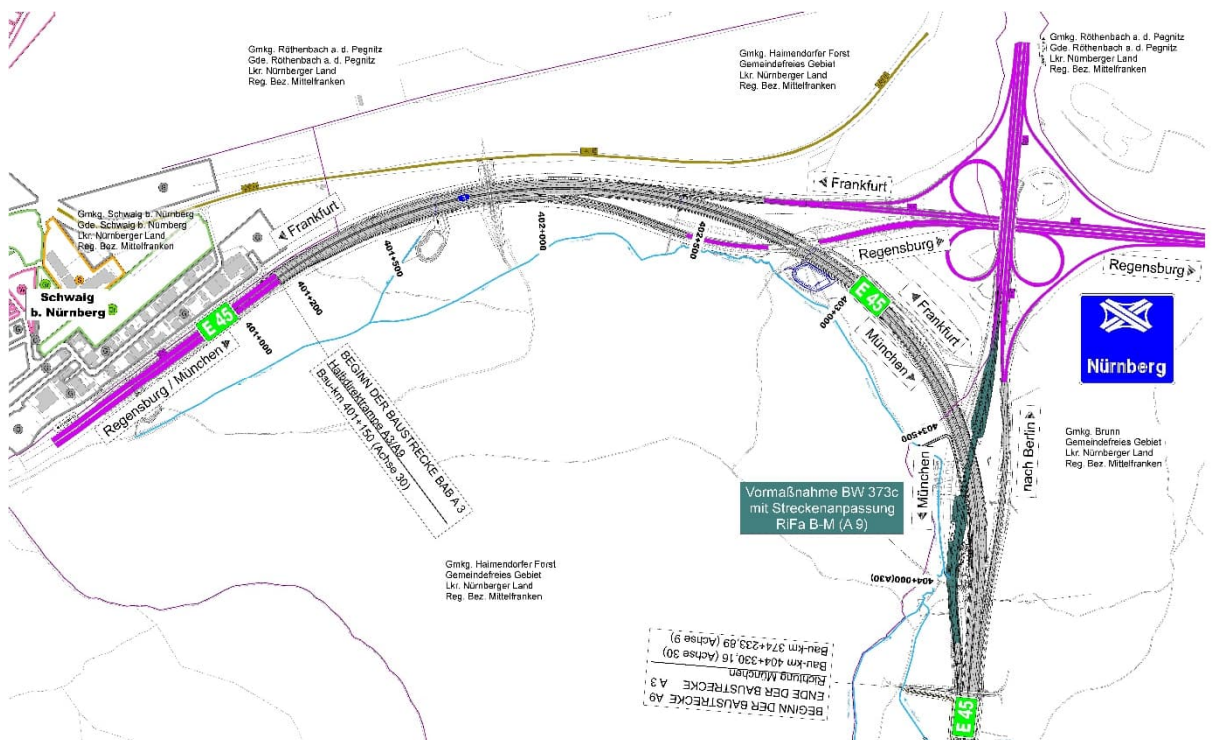 Gmkg. Röthenbach a. d. Pegnitz
Gde. Röthenbach a. d. Pegnitz
Lkr. Nürnberger Land
Reg. Bez. Mittelfranken
Gmkg. Haimendorfer Forst
Gemeindefreies Gebiet
Lkr. Nürnberger Land
Reg. Bez. Mittelfranken
Gmkg. Röthenbach a. d. Pegnitz
Gde. Röthenbach a. d. Pegnitz
Lkr. Nürnberger Land
Reg. Bez. Mittelfranken
Gmkg. Schwaig b. Nürnberg
Gde. Schwaig b. Nürnberg
Lkr. Nürnberger Land
Reg. Bez. Mittelfranken
Schwaig
b. Nürnberg
Frankfurt
Frankfurt
Regensburg
Regensburg
E 45
Regensburg / München
401+000
401+200
401+500
402+000
402+500
403+000
403+500
404+000(A30)
BEGINN DER BAUSTRECKE BAB A 3
Halbdirektrampe A3/A9
Bau-km 401+150 (Achse 30)
E 45
Frankfurt
München
Nürnberg
München
nach Berlin
Gmkg. Brunn
Gemeindefreies Gebiet
Lkr. Nürnberger Land
Reg. Bez. Mittelfranken
Vormaßnahme BW 373c
mit Streckenanpassung
RiFa B-M (A 9)
Gmkg. Haimendorfer Forst
Gemeindefreies Gebiet
Lkr. Nürnberger Land
Reg. Bez. Mittelfranken
BEGINN DER BAUSTRECKE A9
ENDE DER BAUSTRECKE A 3
Richtung München
Bau-km 404+330,16 (Achse 30)
Bau-km 374+233,69 (Achse 9)
E 45